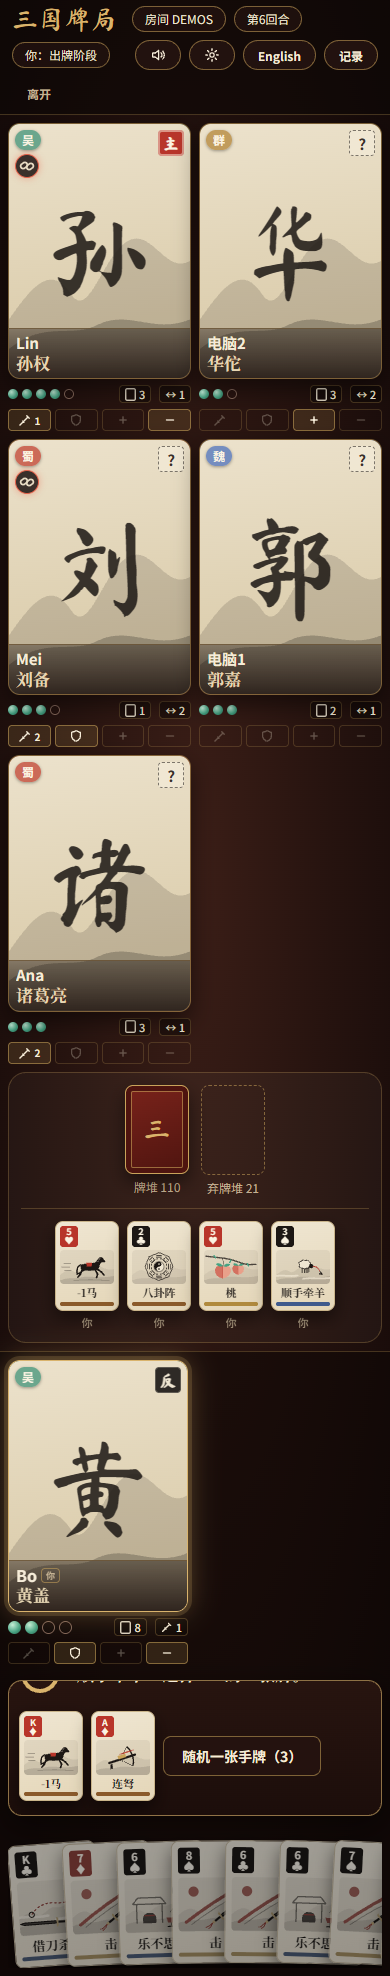 三国牌局
房间 DEMOS
第6回合
你: 出牌阶段
English
记录
离开
吴
主
孙
Lin
孙权
3
↔1
1
+
−
群
?
华
电脑2
华佗
3
↔2
+
−
蜀
?
刘
Mei
刘备
1
↔2
2
+
−
魏
?
郭
电脑1
郭嘉
2
↔1
+
−
蜀
?
诸
Ana
诸葛亮
3
↔1
2
+
−
三
牌堆 110
弃牌堆 21
5
-1马
你
2
八卦阵
你
5
桃
你
3
顺手牵羊
你
吴
反
黄
Bo 你
黄盖
8
1
+
−
K
-1马
A
连弩
随机一张手牌（3）
K
借刀杀
7
击
6
乐不思
8
击
6
击
6
乐不思
7
击